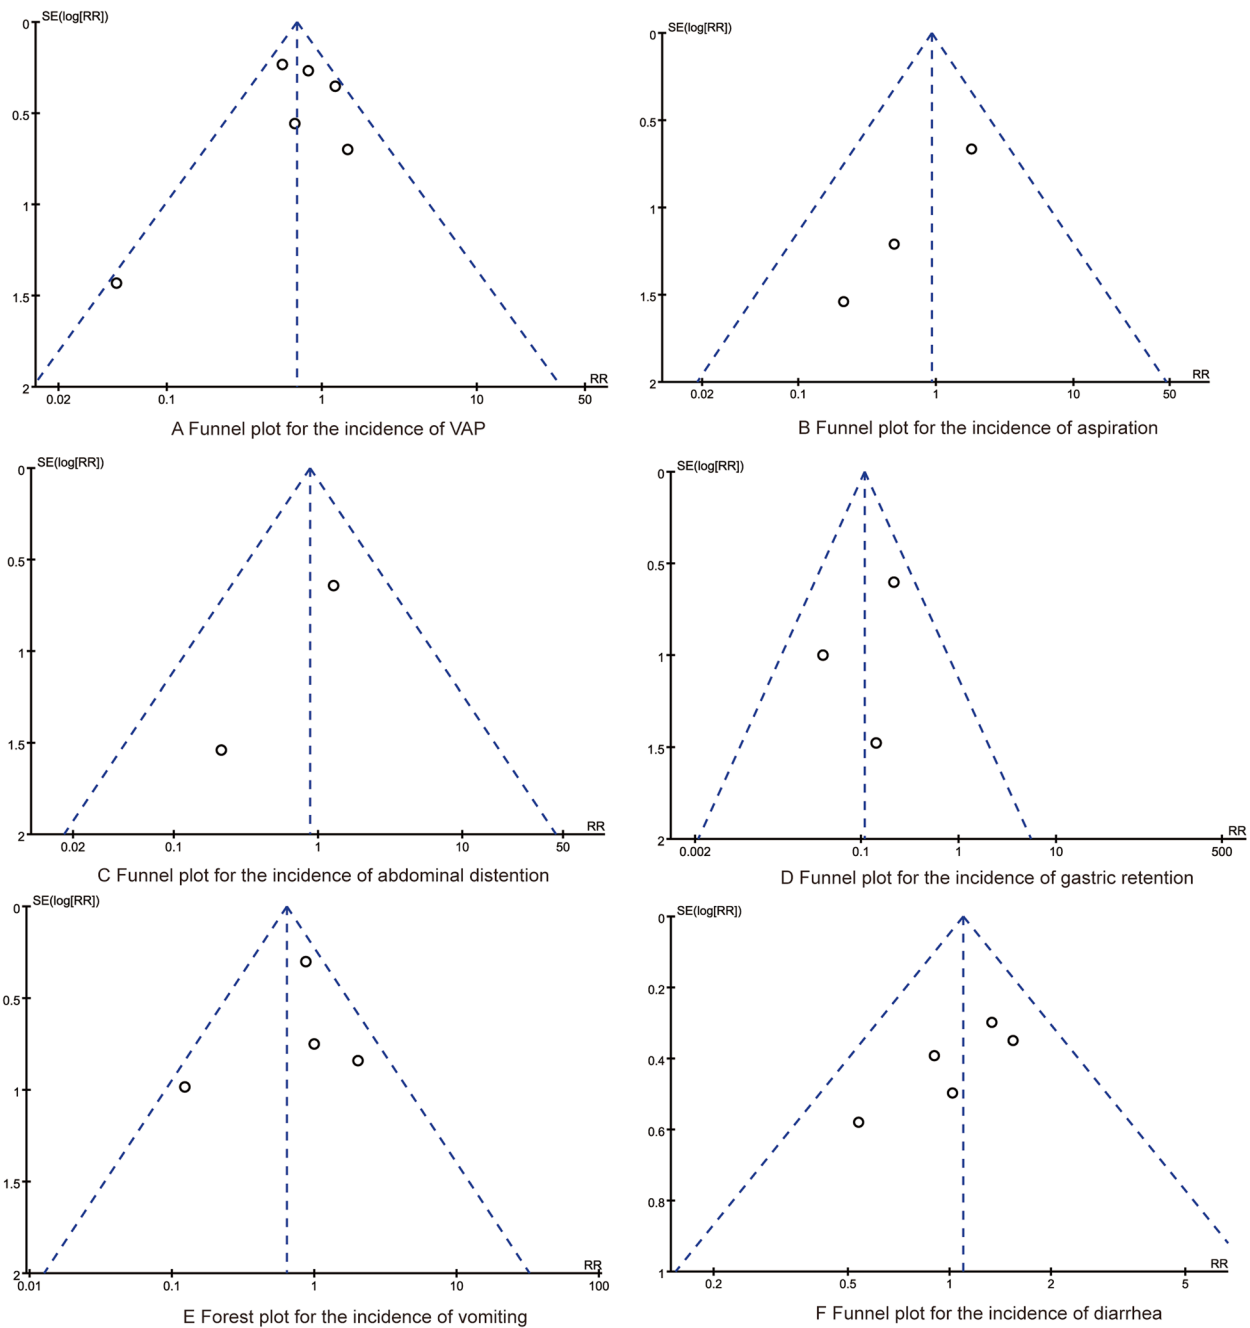 SE(log[RR])
0
0.5
1
1.5
2
0.02 0.1 1 10 50
RR
A Funnel plot for the incidence of VAP
SE(log[RR])
0
0.5
1
1.5
2
0.02 0.1 1 10 50
RR
B Funnel plot for the incidence of aspiration
SE(log[RR])
0
0.5
1
1.5
2
0.02 0.1 1 10 50
RR
C Funnel plot for the incidence of abdominal distention
SE(log[RR])
0
0.5
1
1.5
2
0.002 0.1 1 10 500
RR
D Funnel plot for the incidence of gastric retention
SE(log[RR])
0
0.5
1
1.5
2
0.01 0.1 1 10 100
RR
E Forest plot for the incidence of vomiting
SE(log[RR])
0
0.2
0.4
0.6
0.8
1
0.2 0.5 1 2 5
RR
F Funnel plot for the incidence of diarrhea